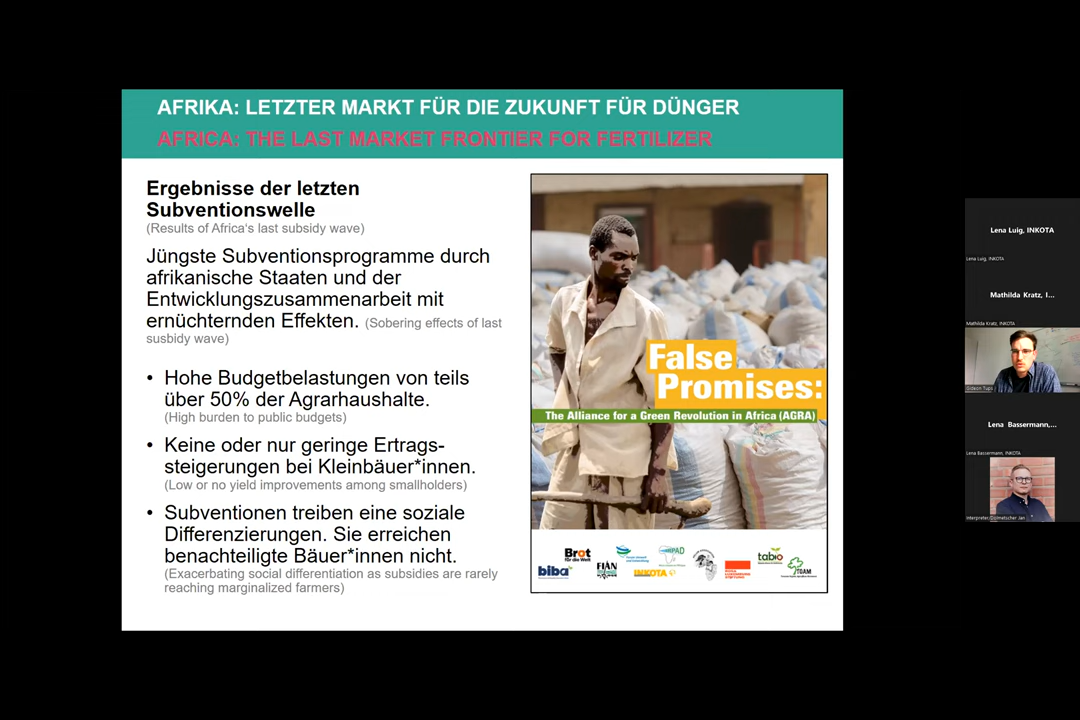 AFRIKA: LETZTER MARKT FÜR DIE ZUKUNFT FÜR DÜNGER
AFRICA: THE LAST MARKET FRONTIER FOR FERTILIZER
Ergebnisse der letzten
Subventionswelle
(Results of Africa's last subsidy wave)
Jüngste Subventionsprogramme durch
afrikanische Staaten und der
Entwicklungszusammenarbeit mit
ernüchternden Effekten. (Sobering effects of last
susbidy wave)
• Hohe Budgetbelastungen von teils
über 50% der Agrarhaushalte.
(High burden to public budgets)
• Keine oder nur geringe Ertrags-
steigerungen bei Kleinbäuer*innen.
(Low or no yield improvements among smallholders)
• Subventionen treiben eine soziale
Differenzierungen. Sie erreichen
benachteiligte Bäuer*innen nicht.
(Exacerbating social differentiation as subsidies are rarely
reaching marginalized farmers)
False
Promises:
The Alliance for a Green Revolution in Africa (AGRA)
Brot
für die Welt
biba
FIAN
INKOTA
tabio
TOAM
Lena Luig, INKOTA
Lena Luig, INKOTA
Mathilda Kratz, I...
Mathilda Kratz, INKOTA
Gideon Tups
Lena Bassermann,...
Lena Bassermann, INKOTA
Interpreter/Dolmetscher Jan